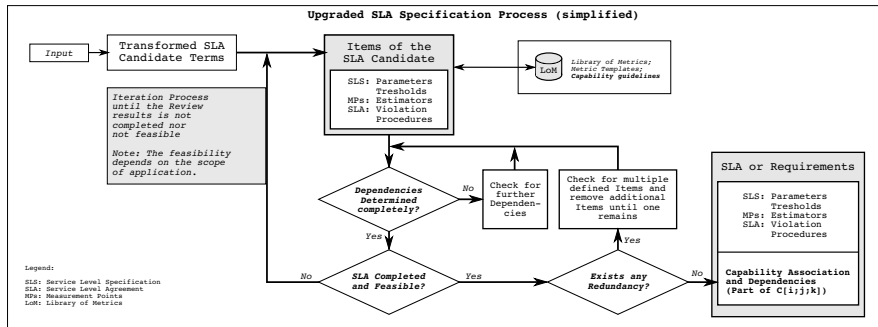 Upgraded SLA Specification Process (simplified)
Input
Transformed SLA
Candidate Terms
Items of the
SLA Candidate
SLS: Parameters
Tresholds
MPs: Estimators
SLA: Violation
Procedures
LoM
Library of Metrics;
Metric Templates;
Capability guidelines
Iteration Process
until the Review
results is not
completed nor
not feasible
Note: The feasibility
depends on the scope
of application.
Dependencies
Determined
completely?
No
Check for
further
Dependen-
cies
Check for multiple
defined Items and
remove additional
Items until one
remains
Yes
Yes
SLA Completed
and Feasible?
No
Yes
Exists any
Redundancy?
No
SLA or Requirements
SLS: Parameters
Tresholds
MPs: Estimators
SLA: Violation
Procedures
Capability Association
and Dependencies
(Part of C[i;j;k])
Legend:
SLS: Service Level Specification
SLA: Service Level Agreement
MPs: Measurement Points
LoM: Library of Metrics